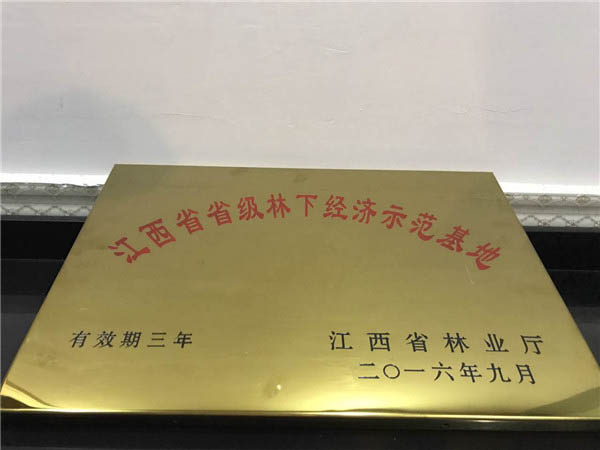 江西省省级林下经济示范基地
有效期三年
江西省林业厅
二〇一六年九月